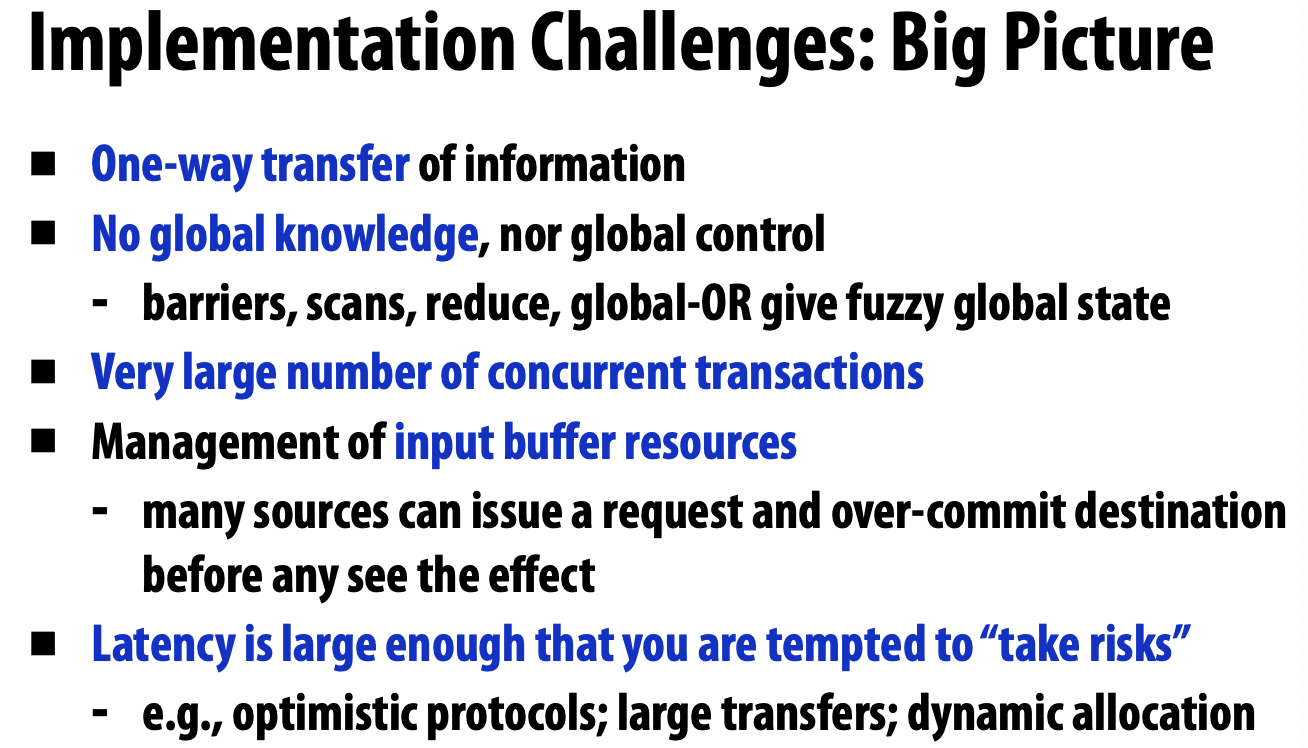 Implementation Challenges: Big Picture
■ One-way transfer of information
■ No global knowledge, nor global control
- barriers, scans, reduce, global-OR give fuzzy global state
■ Very large number of concurrent transactions
■ Management of input buffer resources
- many sources can issue a request and over-commit destination
before any see the effect
■ Latency is large enough that you are tempted to “take risks”
- e.g., optimistic protocols; large transfers; dynamic allocation